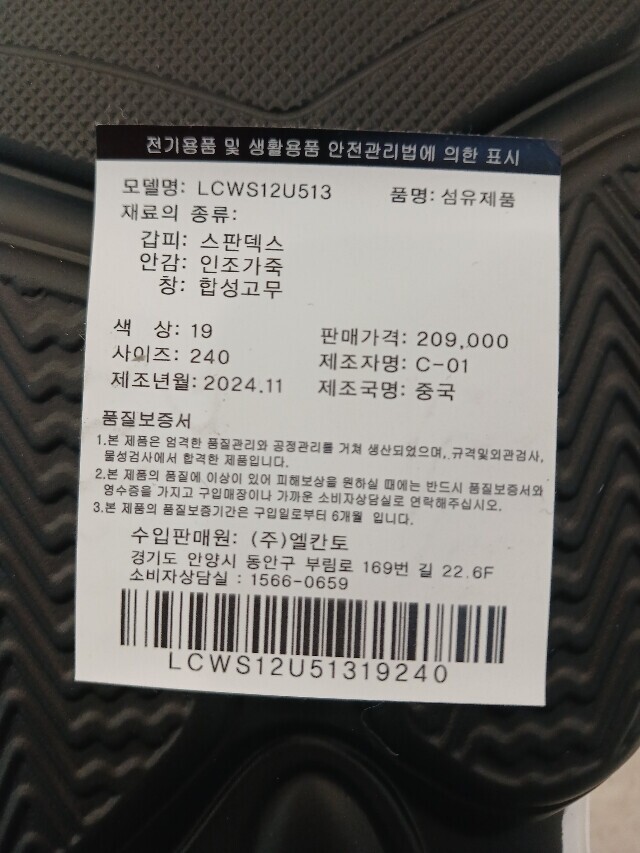 전기용품 및 생활용품 안전관리법에 의한 표시
모델명: LCWS12U513 품명: 섬유제품
재료의 종류:
갑피: 스판덱스
안감: 인조가죽
창: 합성고무
색 상: 19 판매가격: 209,000
사이즈: 240 제조자명: C-01
제조년월: 2024.11 제조국명: 중국
품질보증서
1.본 제품은 엄격한 품질관리와 공정관리를 거쳐 생산되었으며, 규격및외관검사,
물성검사에서 합격한 제품입니다.
2.본 제품의 품질에 이상이 있어 피해보상을 원하실 때에는 반드시 품질보증서와
영수증을 가지고 구입매장이나 가까운 소비자상담실로 연락해주십시오.
3.본 제품의 품질보증기간은 구입일로부터 6개월 입니다.
수입판매원: (주)엘칸토
경기도 안양시 동안구 부림로 169번 길 22.6F
소비자상담실 : 1566-0659
LCWS12U51319240